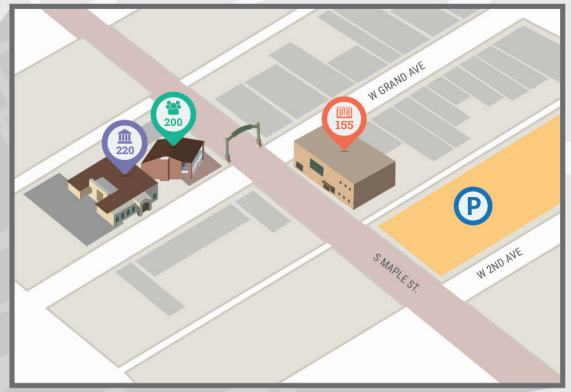 W GRAND AVE
200
155
220
P
S MAPLE ST.
W 2ND AVE